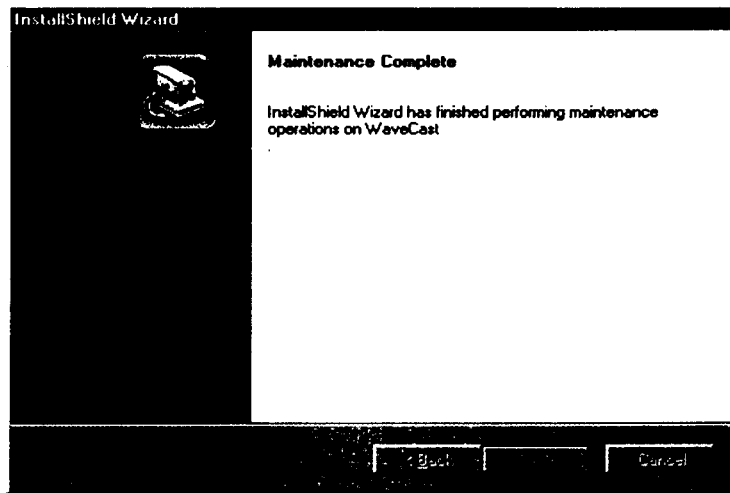 InstallShield Wizard
Maintenance Complete
InstallShield Wizard has finished performing maintenance
operations on WaveCast
< Back
Cancel